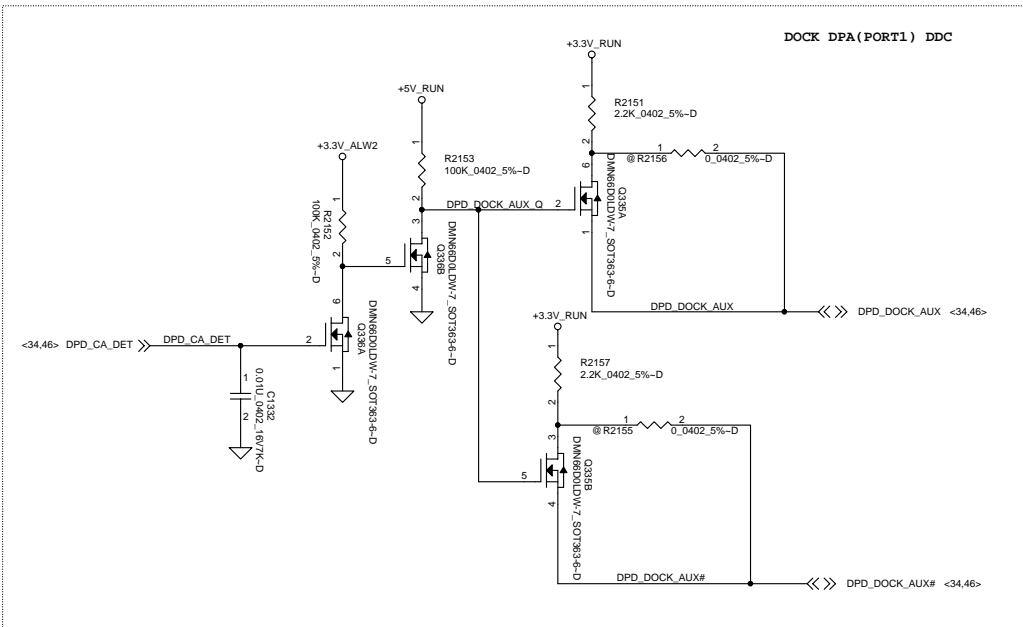 DOCK DPA(PORT1) DDC
+3.3V_RUN
1
R2151
2.2K_0402_5%~D
2
1 2
@R2156 0_0402_5%~D
+5V_RUN
1
R2153
100K_0402_5%~D
2
+3.3V_ALW2
1
R2152
100K_0402_5%~D
2
DPD_DOCK_AUX_Q
2
6
Q335A
DMN66D0LDW-7_SOT363-6~D
1
3
5
Q336B
DMN66D0LDW-7_SOT363-6~D
4
DPD_DOCK_AUX
DPD_DOCK_AUX <34,46>
6
<34,46> DPD_CA_DET
DPD_CA_DET
2
Q336A
DMN66D0LDW-7_SOT363-6~D
1
1
C1332
0.01U_0402_16V7K~D
2
+3.3V_RUN
1
R2157
2.2K_0402_5%~D
2
1 2
@R2155 0_0402_5%~D
3
5
Q335B
DMN66D0LDW-7_SOT363-6~D
4
DPD_DOCK_AUX#
DPD_DOCK_AUX# <34,46>